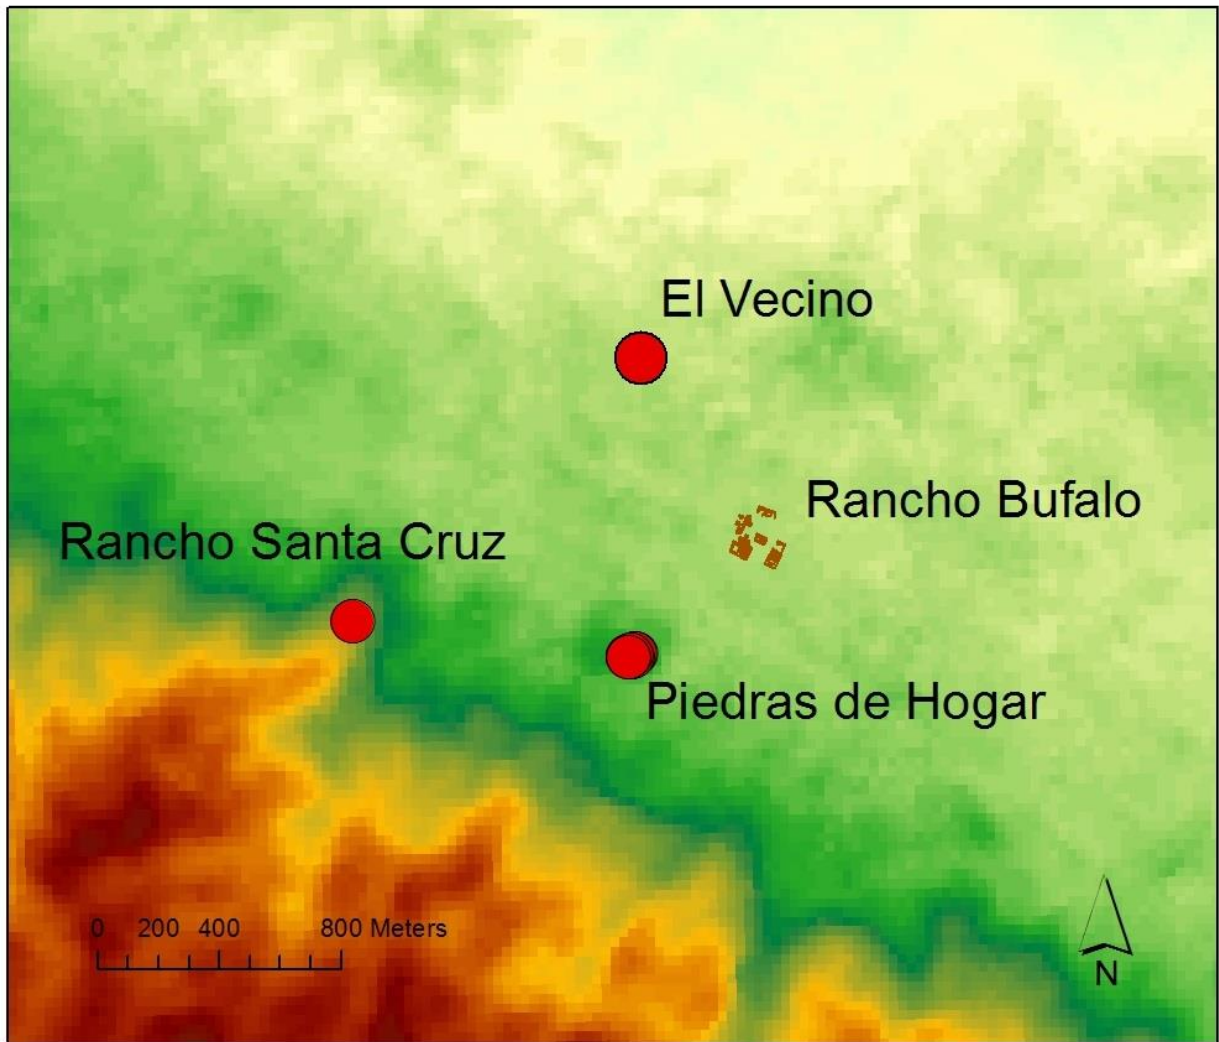 El Vecino
Rancho Bufalo
Rancho Santa Cruz
Piedras de Hogar
0 200 400 800 Meters
N